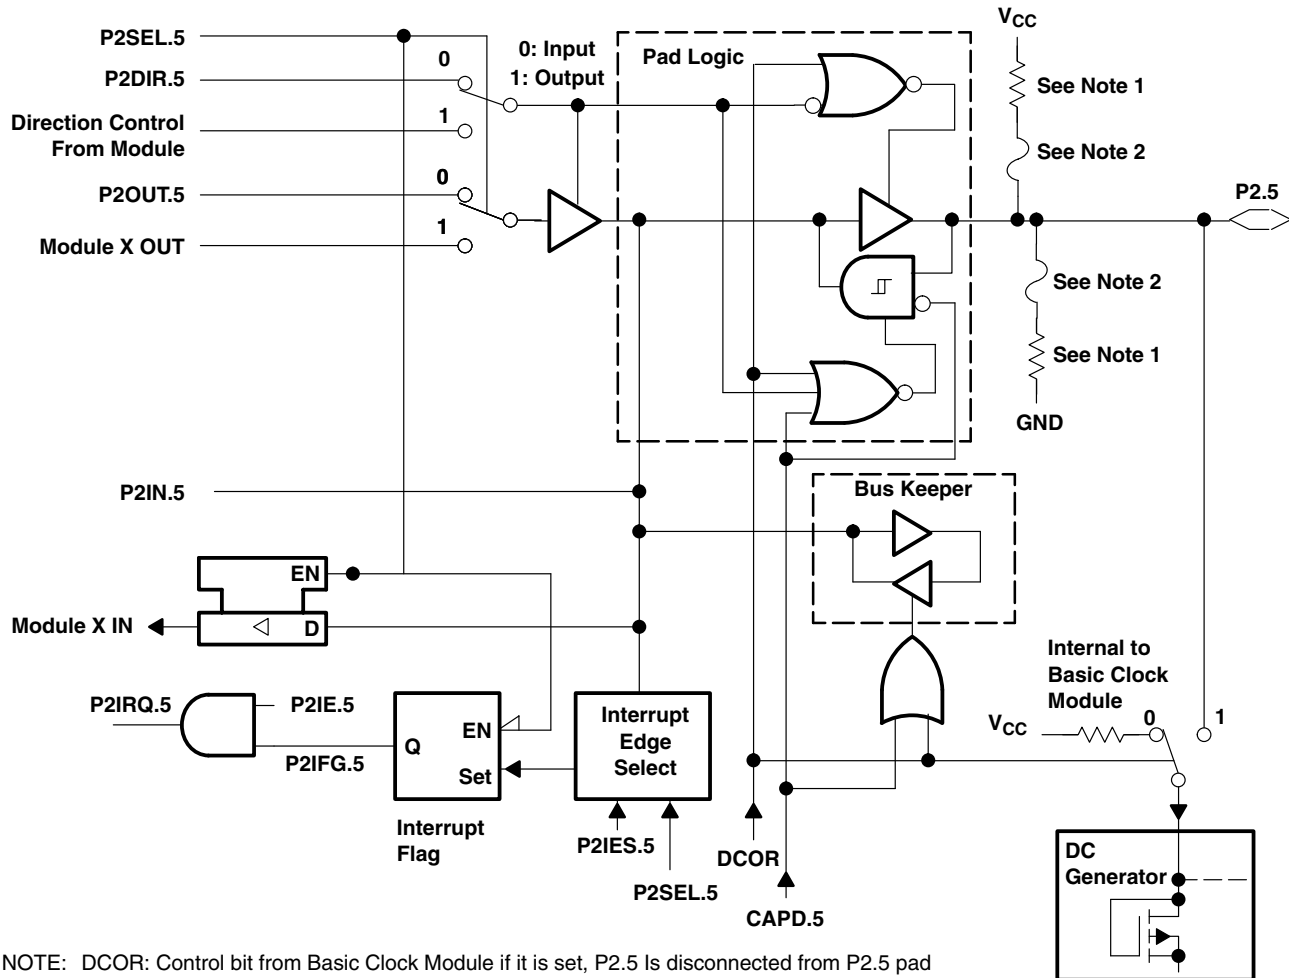 P2SEL.5
P2DIR.5
Direction Control
From Module
P2OUT.5
Module X OUT
0
1
0
1
0: Input
1: Output
Pad Logic
VCC
See Note 1
See Note 2
P2.5
See Note 2
See Note 1
GND
P2IN.5
Bus Keeper
EN
D
Module X IN
P2IRQ.5
P2IE.5
P2IFG.5
Q
EN
Set
Interrupt
Flag
Interrupt
Edge
Select
P2IES.5
P2SEL.5
DCOR
CAPD.5
Internal to
Basic Clock
Module
VCC
0
1
DC
Generator
NOTE: DCOR: Control bit from Basic Clock Module if it is set, P2.5 Is disconnected from P2.5 pad